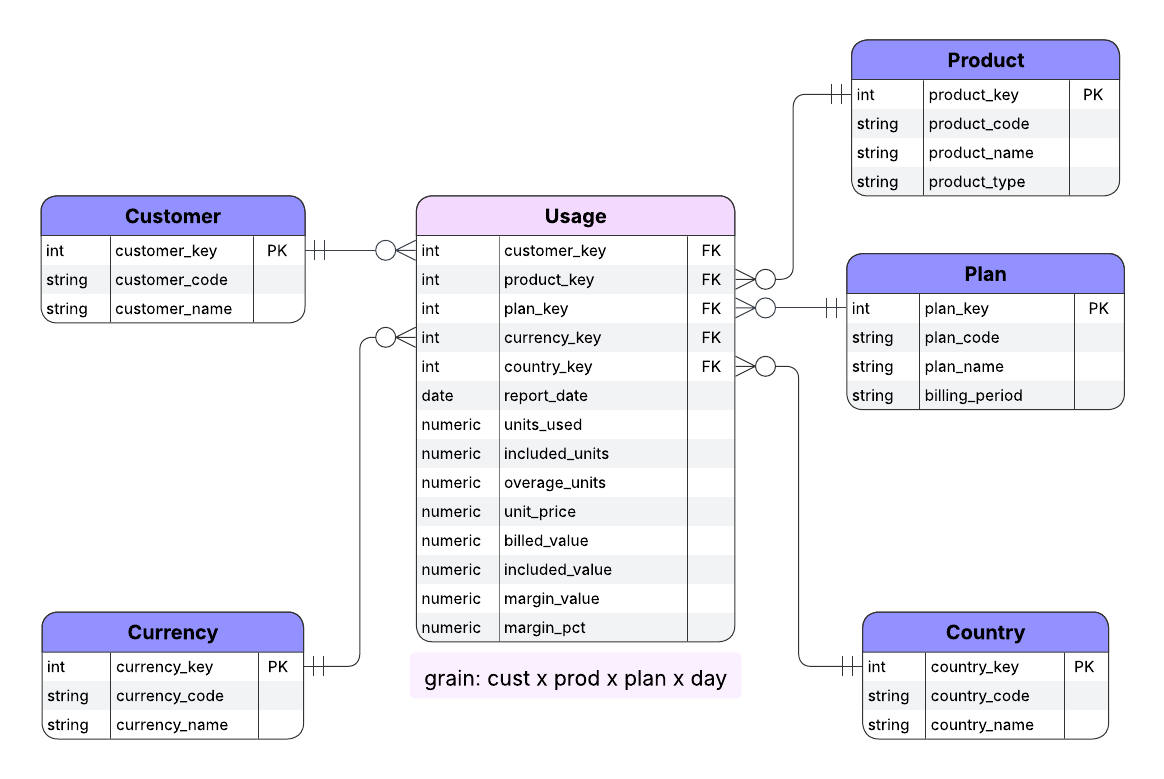 Product
int product_key PK
string product_code
string product_name
string product_type
Customer
int customer_key PK
string customer_code
string customer_name
Usage
int customer_key FK
int product_key FK
int plan_key FK
int currency_key FK
int country_key FK
date report_date
numeric units_used
numeric included_units
numeric overage_units
numeric unit_price
numeric billed_value
numeric included_value
numeric margin_value
numeric margin_pct
grain: cust x prod x plan x day
Plan
int plan_key PK
string plan_code
string plan_name
string billing_period
Currency
int currency_key PK
string currency_code
string currency_name
Country
int country_key PK
string country_code
string country_name